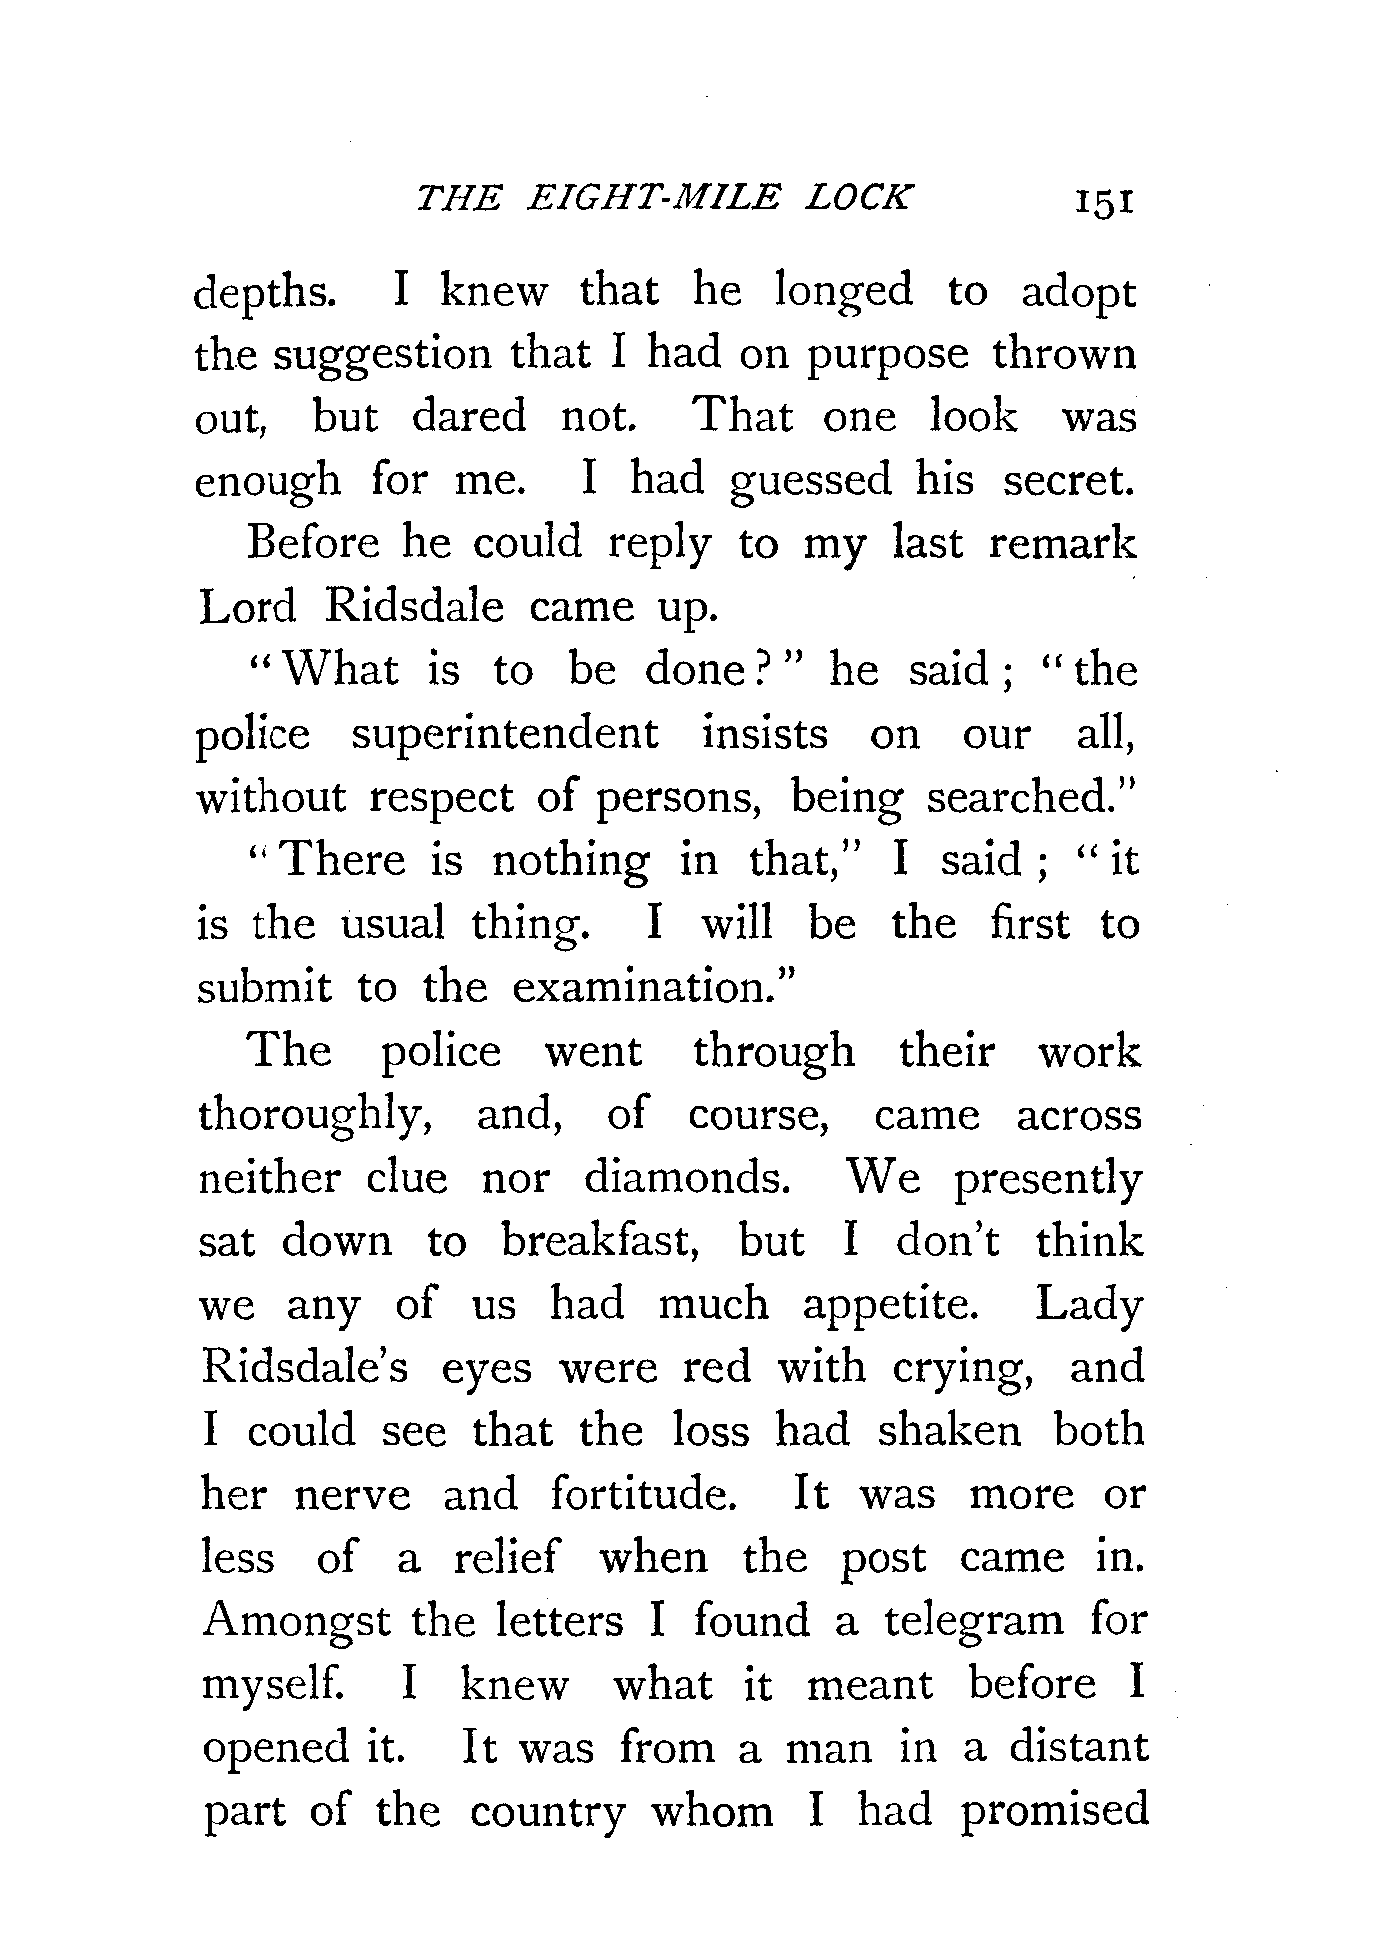 THE EIGHT-MILE LOCK 151
depths. I knew that he longed to adopt
the suggestion that I had on purpose thrown
out, but dared not. That one look was
enough for me. I had guessed his secret.
Before he could reply to my last remark
Lord Ridsdale came up.
"What is to be done?" he said; "the
police superintendent insists on our all,
without respect of persons, being searched."
"There is nothing in that," I said; "it
is the usual thing. I will be the first to
submit to the examination."
The police went through their work
thoroughly, and, of course, came across
neither clue nor diamonds. We presently
sat down to breakfast, but I don't think
we any of us had much appetite. Lady
Ridsdale's eyes were red with crying, and
I could see that the loss had shaken both
her nerve and fortitude. It was more or
less of a relief when the post came in.
Amongst the letters I found a telegram for
myself. I knew what it meant before I
opened it. It was from a man in a distant
part of the country whom I had promised